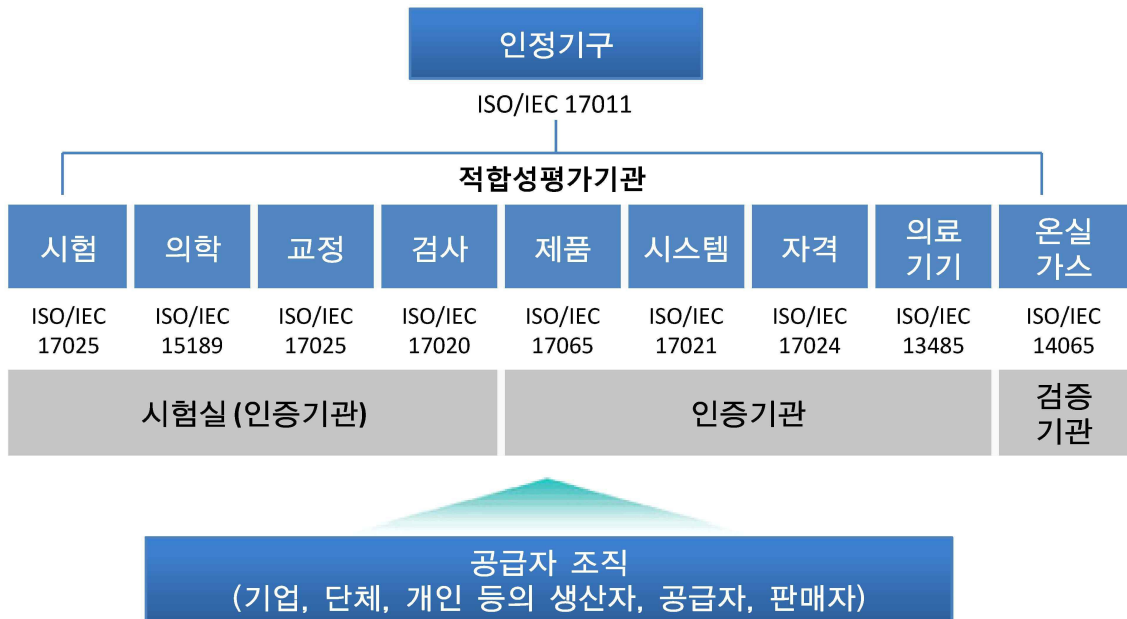 인정기구
ISO/IEC 17011
적합성평가기관
시험 의학 교정 검사 제품 시스템 자격 의료 기기 온실 가스
ISO/IEC 17025 ISO/IEC 15189 ISO/IEC 17025 ISO/IEC 17020 ISO/IEC 17065 ISO/IEC 17021 ISO/IEC 17024 ISO/IEC 13485 ISO/IEC 14065
시험실 (인증기관) 인증기관 검증 기관
공급자 조직
(기업, 단체, 개인 등의 생산자, 공급자, 판매자)